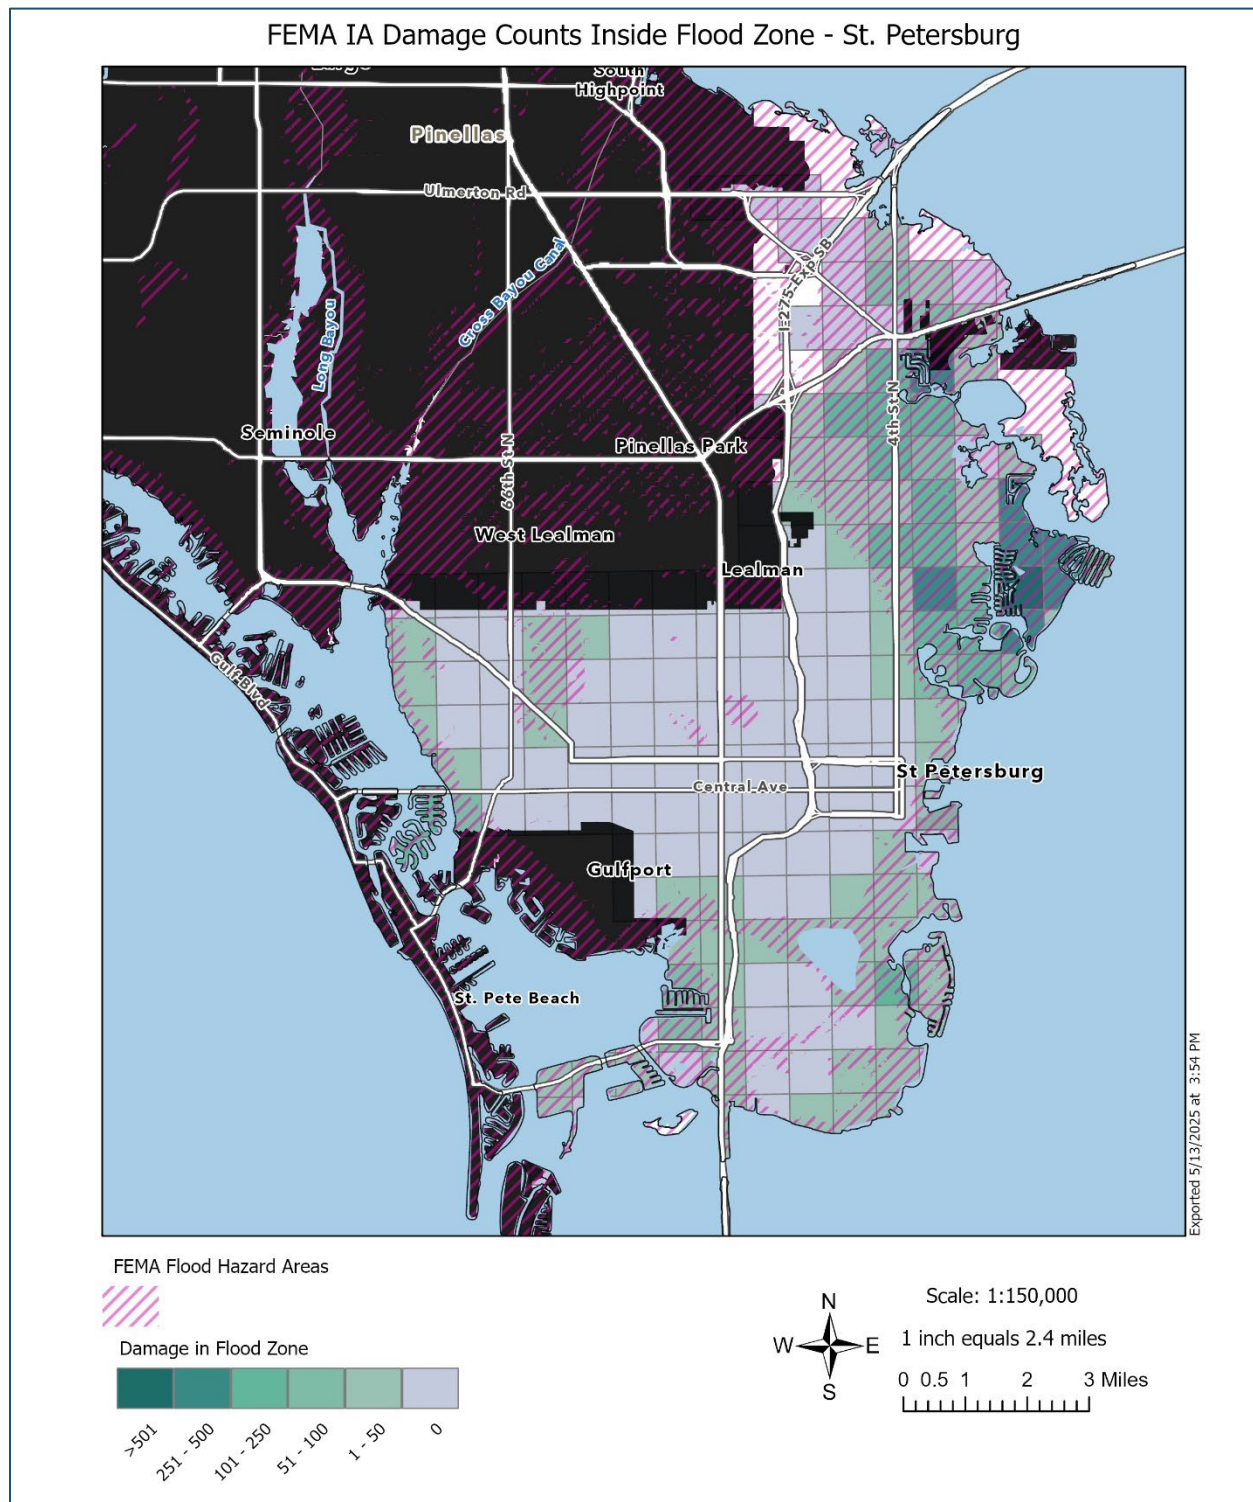 FEMA IA Damage Counts Inside Flood Zone - St. Petersburg
Largo
South
Highpoint
Pinellas
Ulmerton Rd
Cross Bayou Canal
I-275-EXP SB
Long Bayou
4th St N
Seminole
Pinellas Park
66th St N
West Lealman
Lealman
Gulf Blvd
St Petersburg
Central Ave
Gulfport
St. Pete Beach
Exported 5/13/2025 at 3:54 PM
FEMA Flood Hazard Areas
Damage in Flood Zone
>501
251 - 500
101 - 250
51 - 100
1 - 50
0
N
W
E
S
Scale: 1:150,000
1 inch equals 2.4 miles
0 0.5 1 2 3 Miles